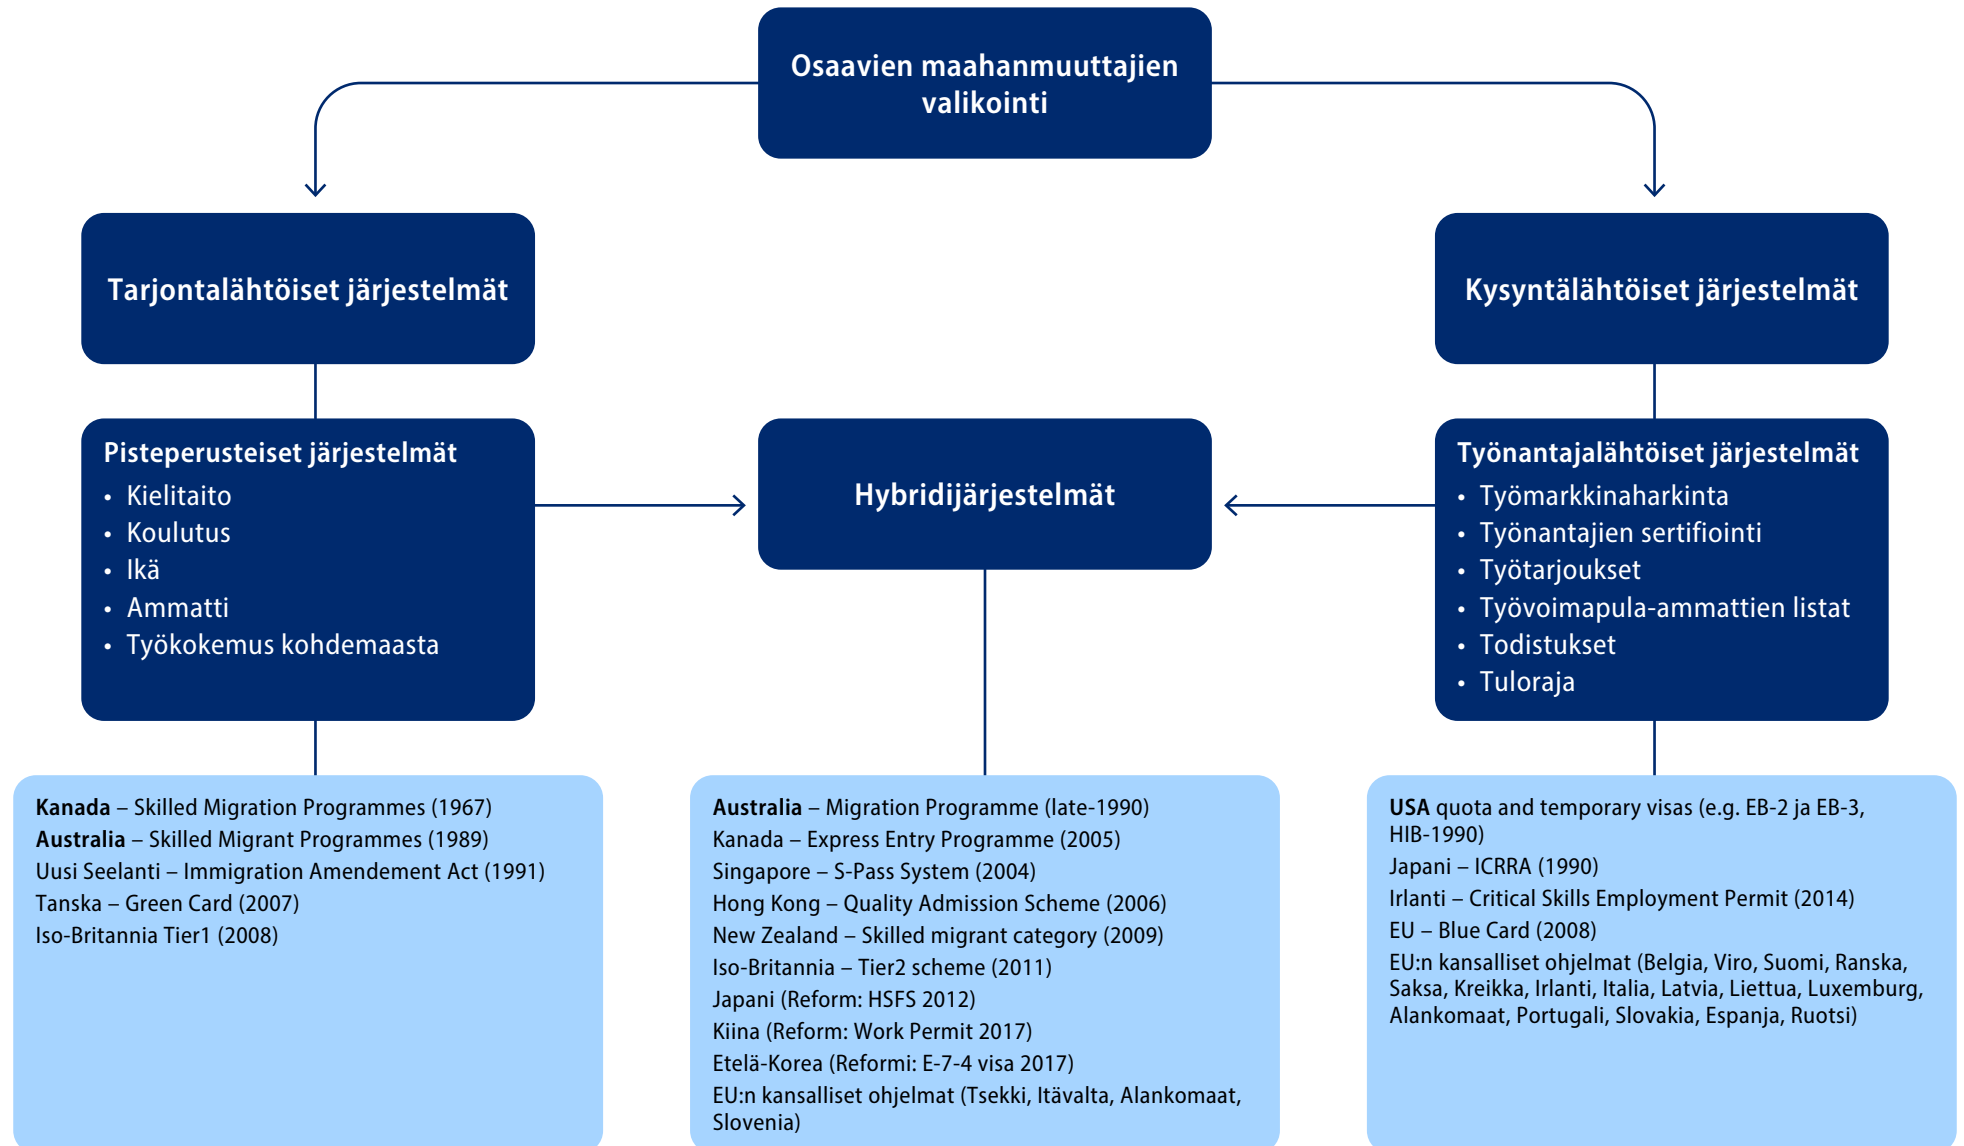 Osaavien maahanmuuttajien
valikointi
Tarjontalähtöiset järjestelmät
Kysyntälähtöiset järjestelmät
Pisteperusteiset järjestelmät
• Kielitaito
• Koulutus
• Ikä
• Ammatti
• Työkokemus kohdemaasta
Hybridijärjestelmät
Työnantajalähtöiset järjestelmät
• Työmarkkinaharkinta
• Työnantajien sertifiointi
• Työtarjoukset
• Työvoimapula-ammattien listat
• Todistukset
• Tuloraja
Kanada – Skilled Migration Programmes (1967)
Australia – Skilled Migrant Programmes (1989)
Uusi Seelanti – Immigration Amendement Act (1991)
Tanska – Green Card (2007)
Iso-Britannia Tier1 (2008)
Australia – Migration Programme (late-1990)
Kanada – Express Entry Programme (2005)
Singapore – S-Pass System (2004)
Hong Kong – Quality Admission Scheme (2006)
New Zealand – Skilled migrant category (2009)
Iso-Britannia – Tier2 scheme (2011)
Japani (Reform: HSFS 2012)
Kiina (Reform: Work Permit 2017)
Etelä-Korea (Reformi: E-7-4 visa 2017)
EU:n kansalliset ohjelmat (Tsekki, Itävalta, Alankomaat,
Slovenia)
USA quota and temporary visas (e.g. EB-2 ja EB-3,
HIB-1990)
Japani – ICRRA (1990)
Irlanti – Critical Skills Employment Permit (2014)
EU – Blue Card (2008)
EU:n kansalliset ohjelmat (Belgia, Viro, Suomi, Ranska,
Saksa, Kreikka, Irlanti, Italia, Latvia, Liettua, Luxemburg,
Alankomaat, Portugali, Slovakia, Espanja, Ruotsi)